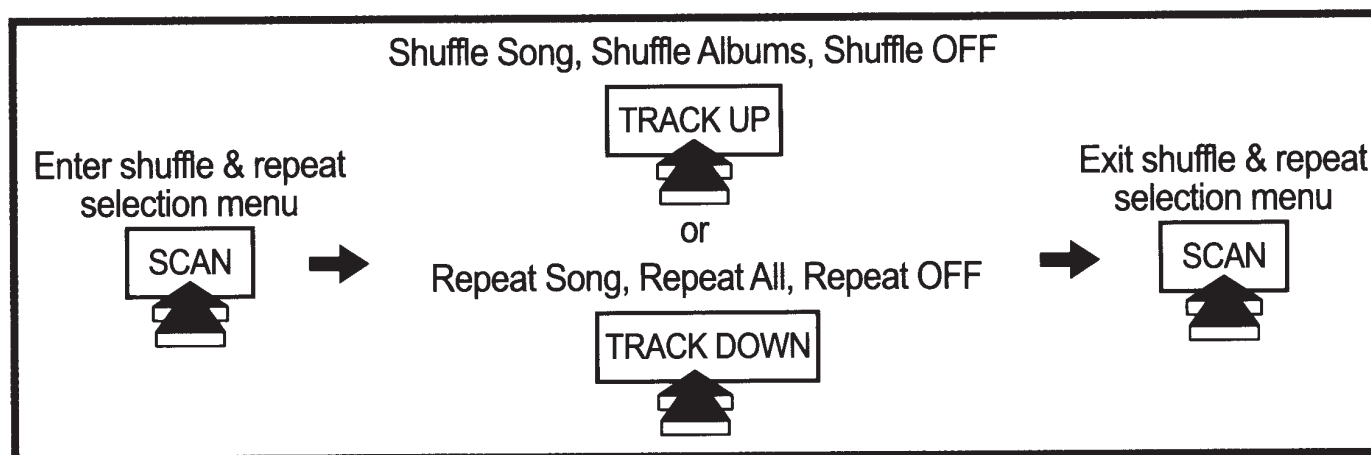 Shuffle Song, Shuffle Albums, Shuffle OFF
TRACK UP
Enter shuffle & repeat
selection menu
SCAN
or
Repeat Song, Repeat All, Repeat OFF
TRACK DOWN
Exit shuffle & repeat
selection menu
SCAN